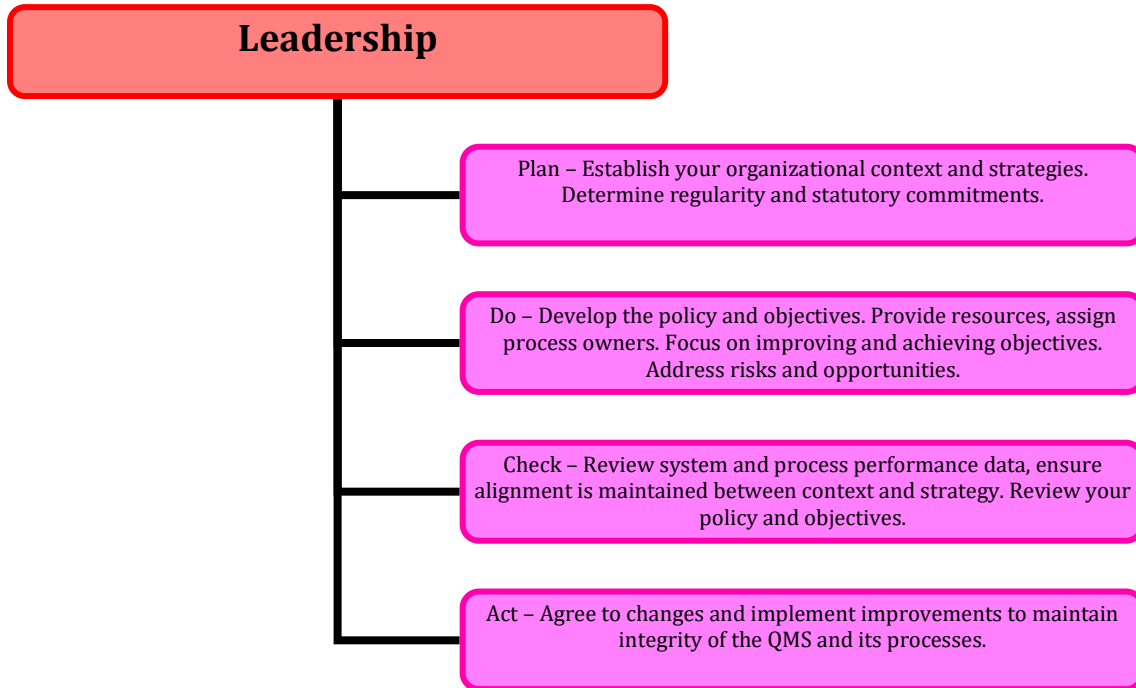 Leadership
Plan – Establish your organizational context and strategies.
Determine regularity and statutory commitments.
Do – Develop the policy and objectives. Provide resources, assign
process owners. Focus on improving and achieving objectives.
Address risks and opportunities.
Check – Review system and process performance data, ensure
alignment is maintained between context and strategy. Review your
policy and objectives.
Act – Agree to changes and implement improvements to maintain
integrity of the QMS and its processes.